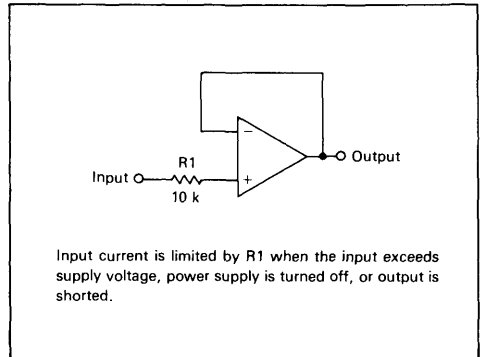 −
R1
Input
+
Output
10 k
Input current is limited by R1 when the input exceeds
supply voltage, power supply is turned off, or output is
shorted.